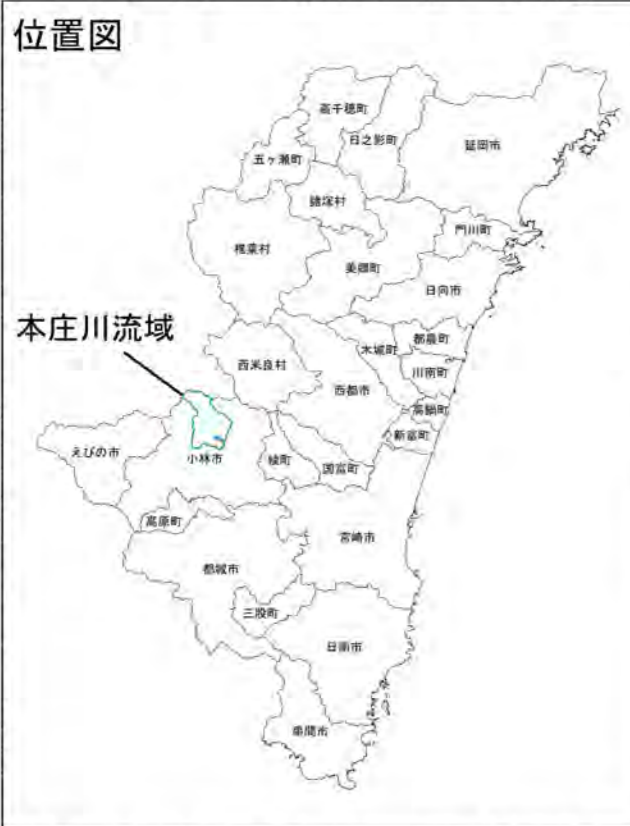 位置図
高千穂町
日之影町
延岡市
五ヶ瀬町
諸塚村
門川町
椎葉村
美郷町
日向市
本庄川流域
都農町
木城町
西米良村
川南町
西都市
高鍋町
新富町
えびの市
小林市
綾町
国富町
高原町
宮崎市
都城市
三股町
日南市
串間市